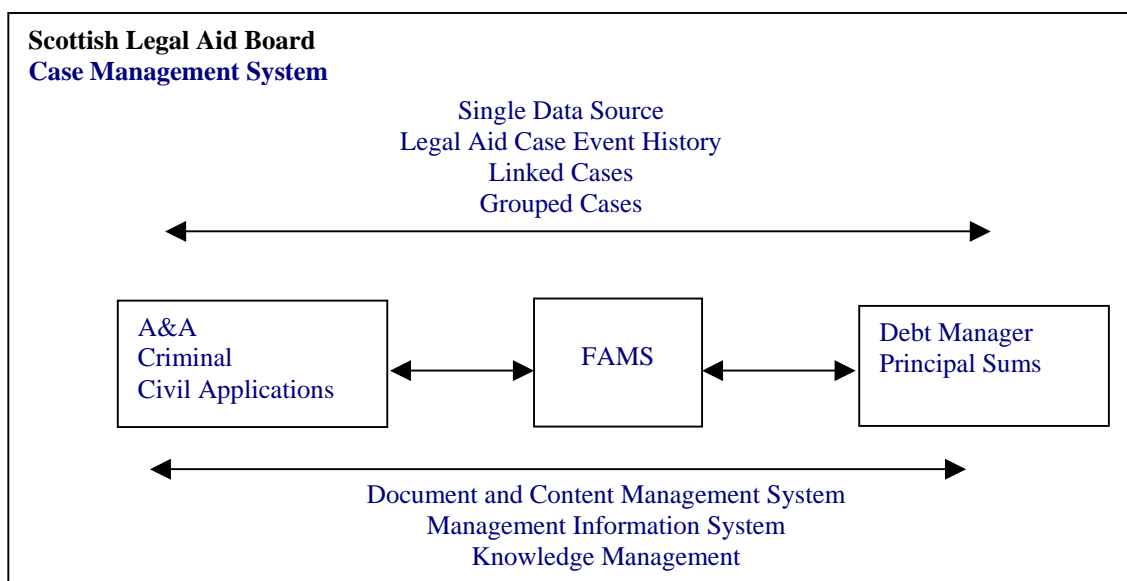 Scottish Legal Aid Board
Case Management System
Single Data Source
Legal Aid Case Event History
Linked Cases
Grouped Cases
A&A
Criminal
Civil Applications
FAMS
Debt Manager
Principal Sums
Document and Content Management System
Management Information System
Knowledge Management